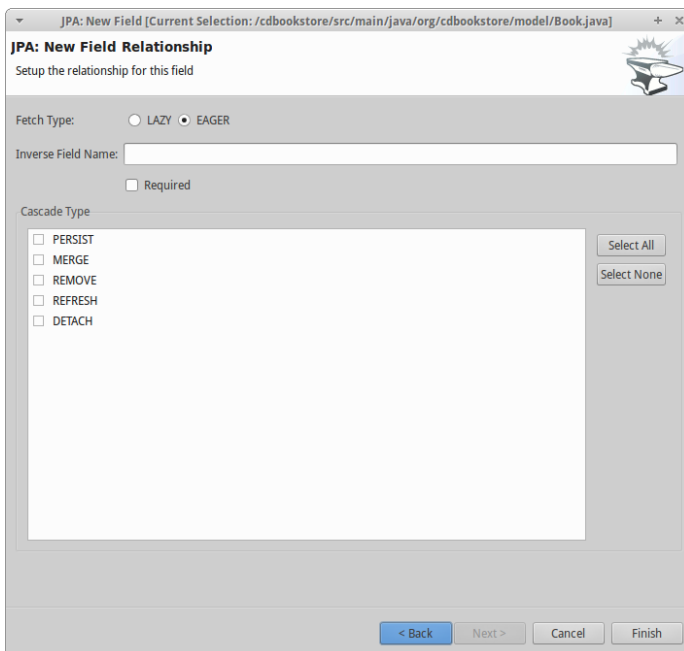 JPA: New Field [Current Selection: /cdbookstore/src/main/java/org/cdbookstore/model/Book.java]
JPA: New Field Relationship
Setup the relationship for this field
Fetch Type: LAZY EAGER
Inverse Field Name:
Required
Cascade Type
PERSIST
MERGE
REMOVE
REFRESH
DETACH
Select All
Select None
< Back Next > Cancel Finish